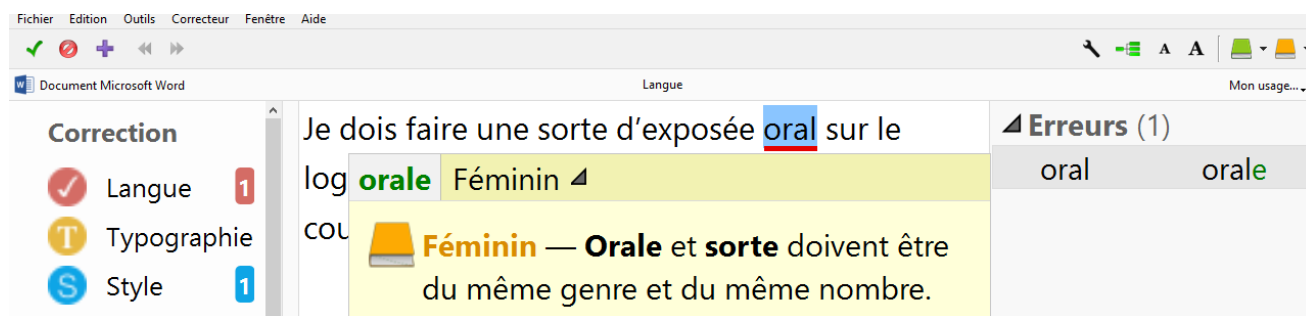 Fichier Edition Outils Correcteur Fenêtre Aide
A A
Document Microsoft Word Langue Mon usage...
Correction
Langue 1
T Typographie
S Style 1
Je dois faire une sorte d’exposée oral sur le
log
cou
orale Féminin
Féminin — Orale et sorte doivent être
du même genre et du même nombre.
Erreurs (1)
oral orale